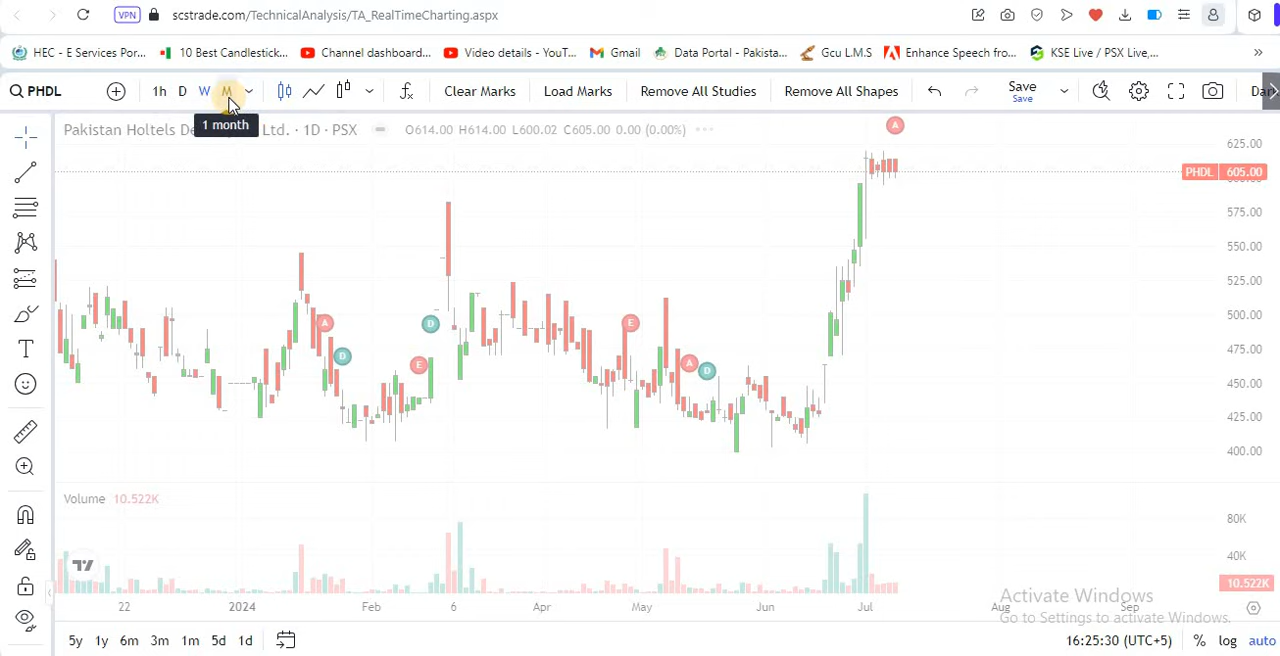 VPN scstrade.com/TechnicalAnalysis/TA_RealTimeCharting.aspx
HEC - E Services Por... 10 Best Candlestick... Channel dashboard... Video details - YouT... Gmail Data Portal - Pakista... Gcu L.M.S Enhance Speech fro... KSE Live / PSX Live,... »
PHDL 1h D W M Clear Marks Load Marks Remove All Studies Remove All Shapes Save Dar
Save
1 month
Pakistan Holtels De Ltd. · 1D · PSX O614.00 H614.00 L600.02 C605.00 0.00 (0.00%)
A
625.00
PHDL 605.00
575.00
550.00
525.00
500.00
475.00
450.00
425.00
400.00
A D E D E A D
Volume 10.522K
80K
40K
10.522K
22 2024 Feb 6 Apr May Jun Jul Aug Sep
Activate Windows
Go to Settings to activate Windows.
5y 1y 6m 3m 1m 5d 1d 16:25:30 (UTC+5) % log auto